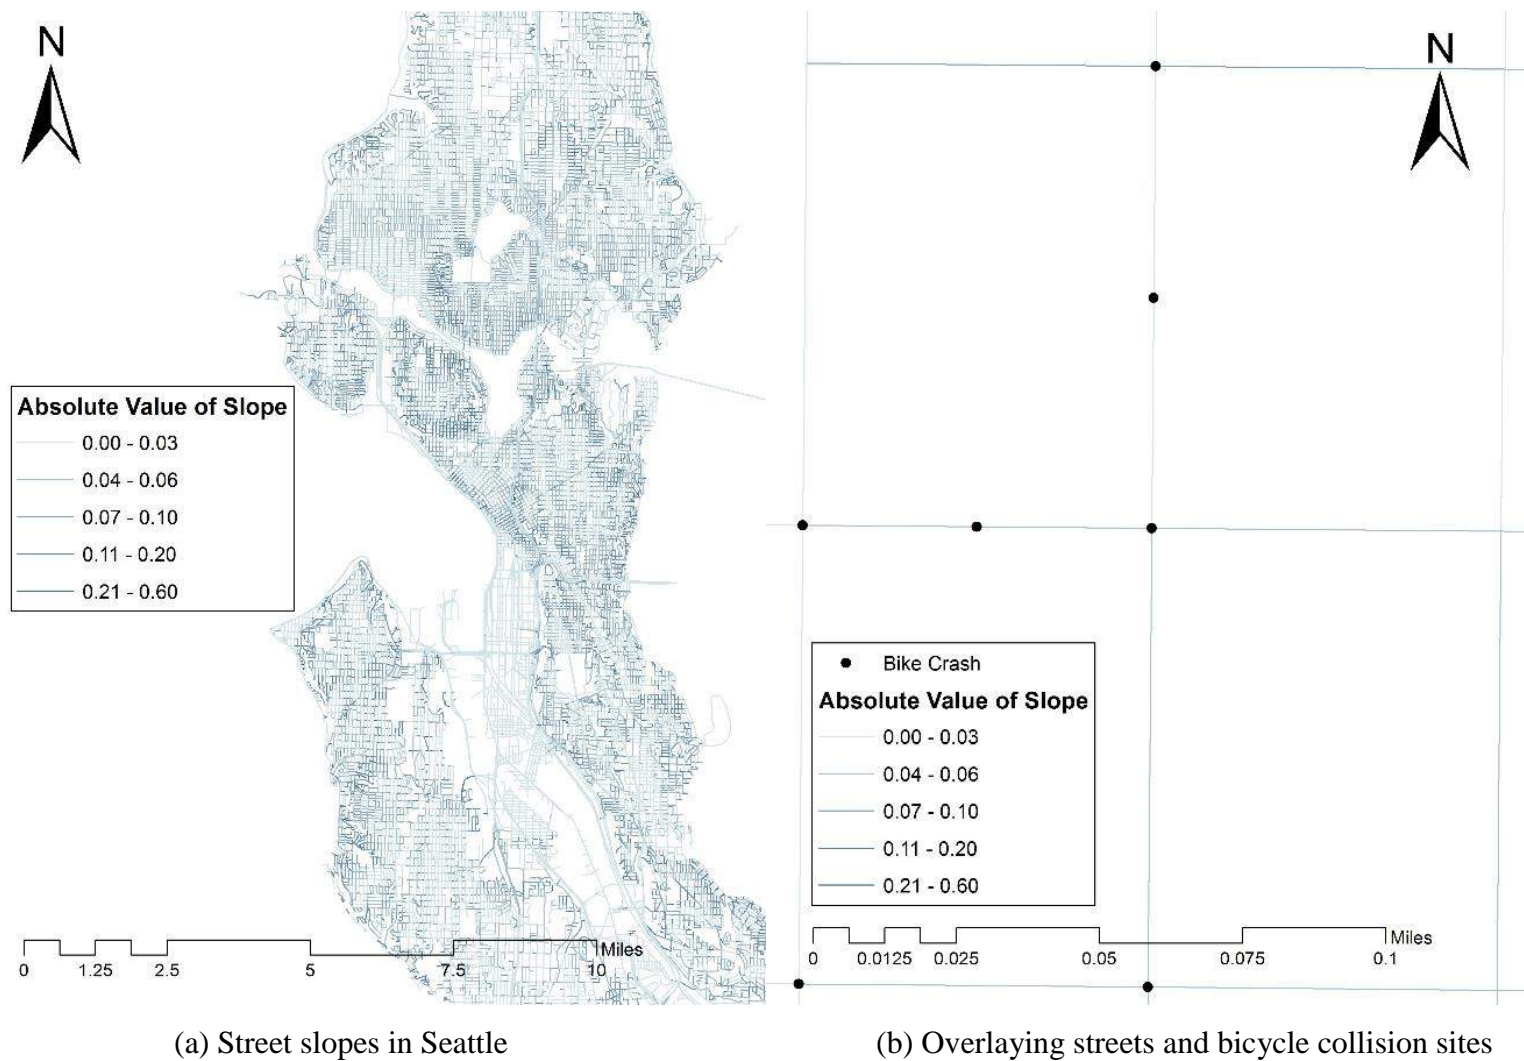 N
Absolute Value of Slope
0.00 - 0.03
0.04 - 0.06
0.07 - 0.10
0.11 - 0.20
0.21 - 0.60
Miles
0 1.25 2.5 5 7.5 10
(a) Street slopes in Seattle
N
Bike Crash
Absolute Value of Slope
0.00 - 0.03
0.04 - 0.06
0.07 - 0.10
0.11 - 0.20
0.21 - 0.60
Miles
0 0.0125 0.025 0.05 0.075 0.1
(b) Overlaying streets and bicycle collision sites